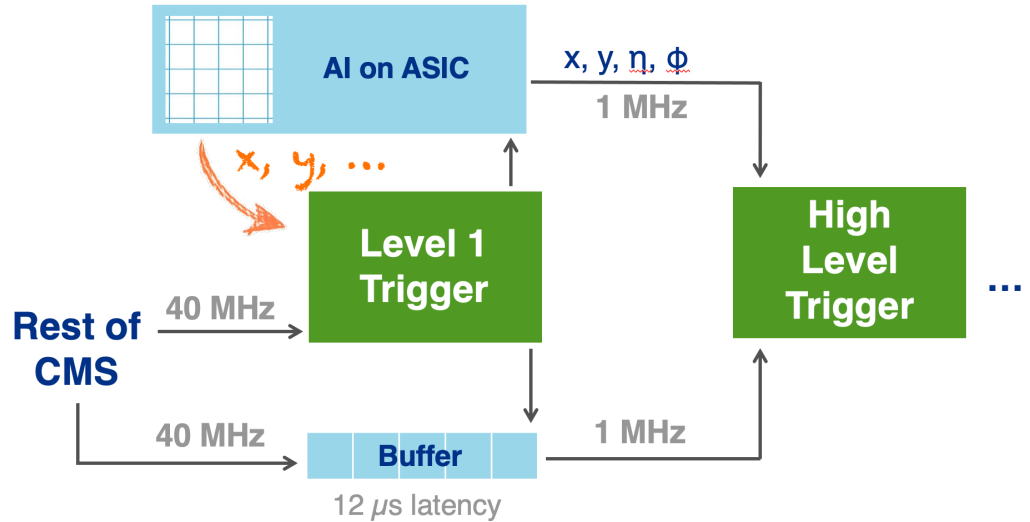 AI on ASIC
x, y, η, ϕ
1 MHz
x, y, ...
Level 1
Trigger
High
Level
Trigger
...
40 MHz
Rest of
CMS
40 MHz
Buffer
1 MHz
12 µs latency